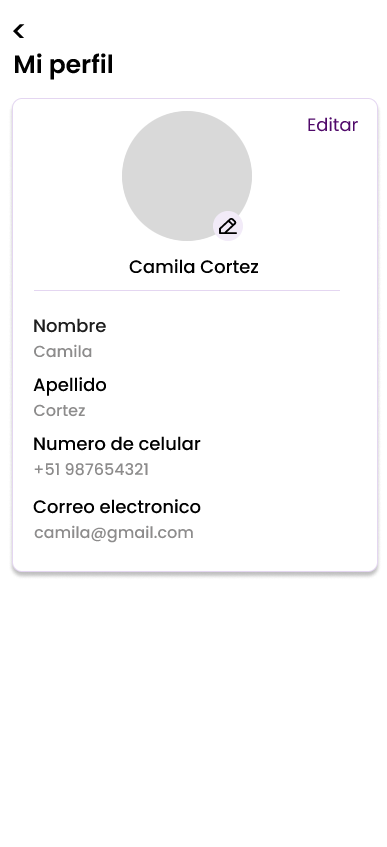 Mi perfil
Editar
Camila Cortez
Nombre
Camila
Apellido
Cortez
Numero de celular
+51 987654321
Correo electronico
camila@gmail.com